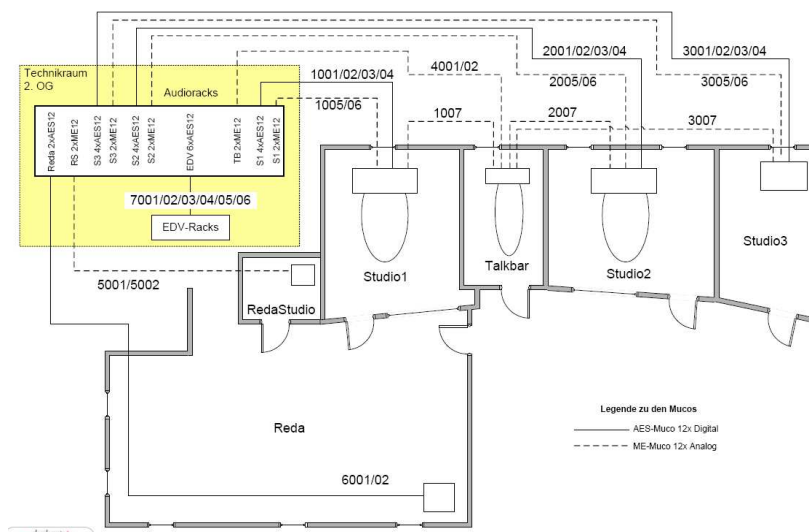 Technikraum
2. OG
Audioracks
Reda 2xAES12
RS 2xME12
S3 4xAES12
S3 2xME12
S2 4xAES12
S2 2xME12
EDV 6xAES12
TB 2xME12
S1 4xAES12
S1 2xME12
7001/02/03/04/05/06
EDV-Racks
1001/02/03/04
1005/06
4001/02
2001/02/03/04
2005/06
3001/02/03/04
3005/06
1007
2007
3007
5001/5002
RedaStudio
Studio1
Talkbar
Studio2
Studio3
Reda
6001/02
Legende zu den Mucos
AES-Muco 12x Digital
ME-Muco 12x Analog